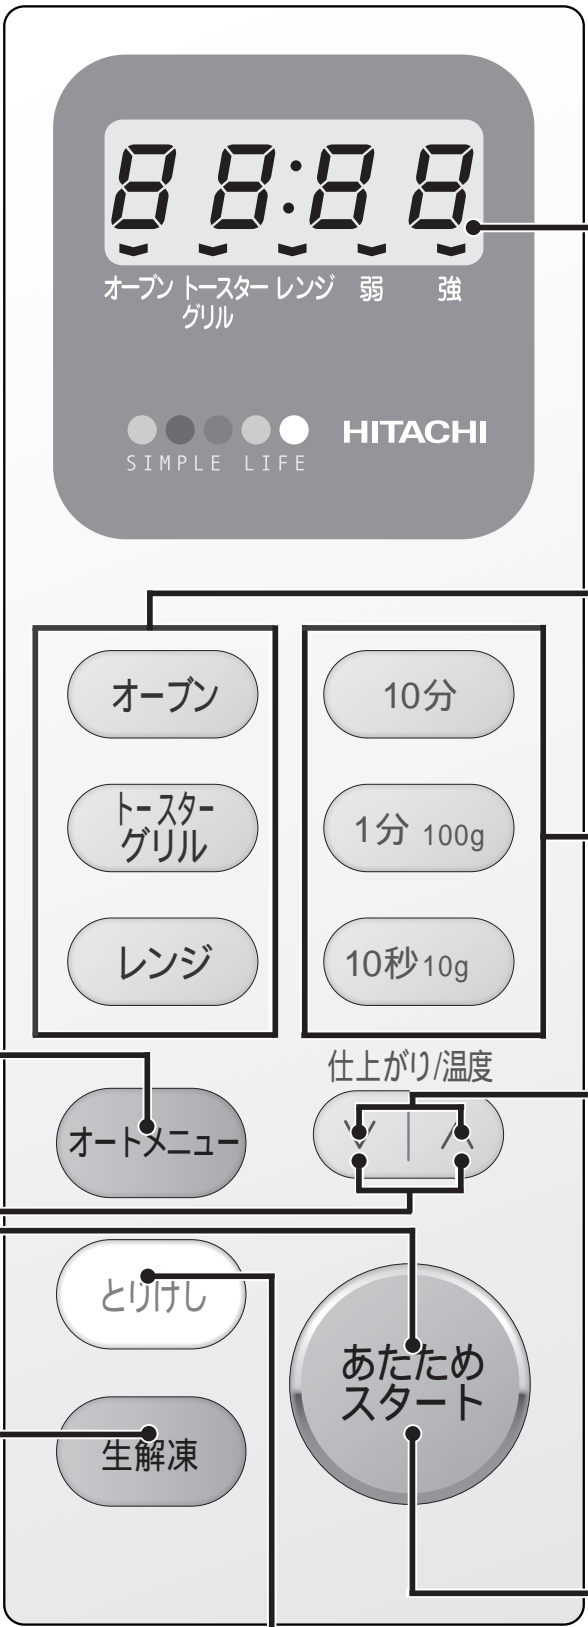 88:88
オーブン トースター レンジ 弱 強
グリル
HITACHI
SIMPLE LIFE
オーブン
10分
トースター
グリル
1分 100g
レンジ
10秒 10g
仕上がり/温度
オートメニュー
とりけし
あたため
スタート
生解凍